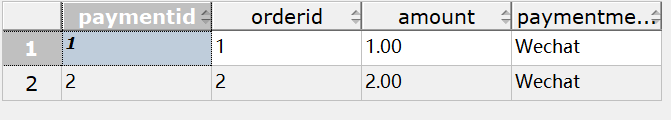 paymentid orderid amount paymentme...
1 1 1 1.00 Wechat
2 2 2 2.00 Wechat